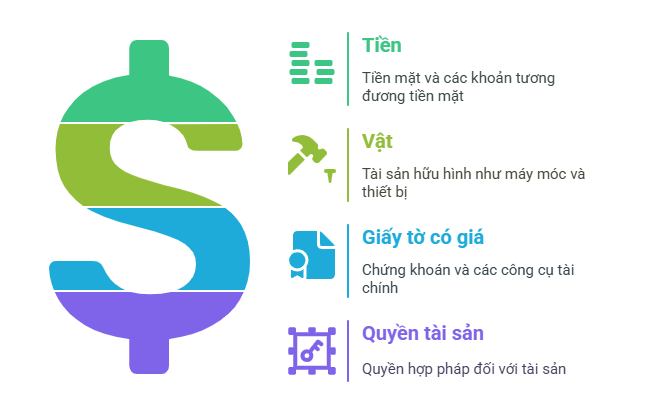 Tiền
Tiền mặt và các khoản tương
đương tiền mặt
Vật
Tài sản hữu hình như máy móc và
thiết bị
Giấy tờ có giá
Chứng khoán và các công cụ tài
chính
Quyền tài sản
Quyền hợp pháp đối với tài sản